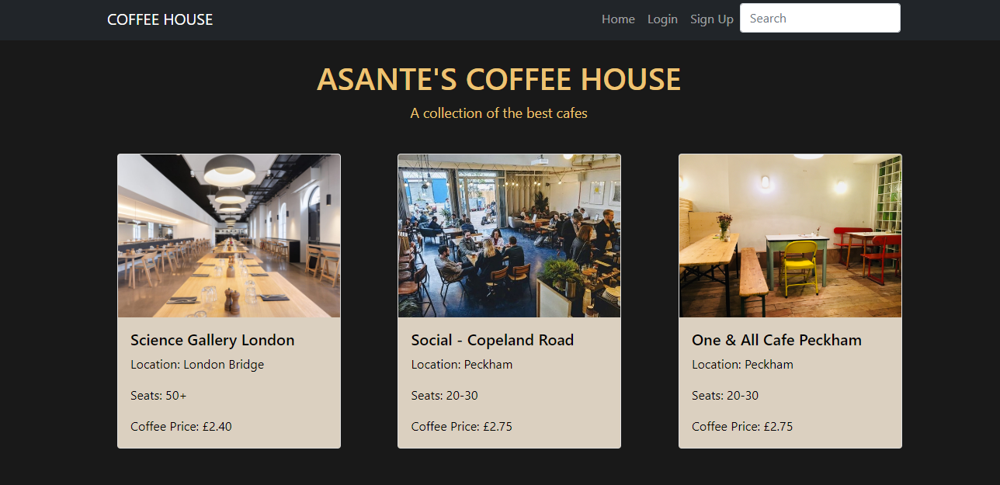 COFFEE HOUSE
Home Login Sign Up Search
ASANTE'S COFFEE HOUSE
A collection of the best cafes
Science Gallery London
Location: London Bridge
Seats: 50+
Coffee Price: £2.40
Social - Copeland Road
Location: Peckham
Seats: 20-30
Coffee Price: £2.75
One & All Cafe Peckham
Location: Peckham
Seats: 20-30
Coffee Price: £2.75